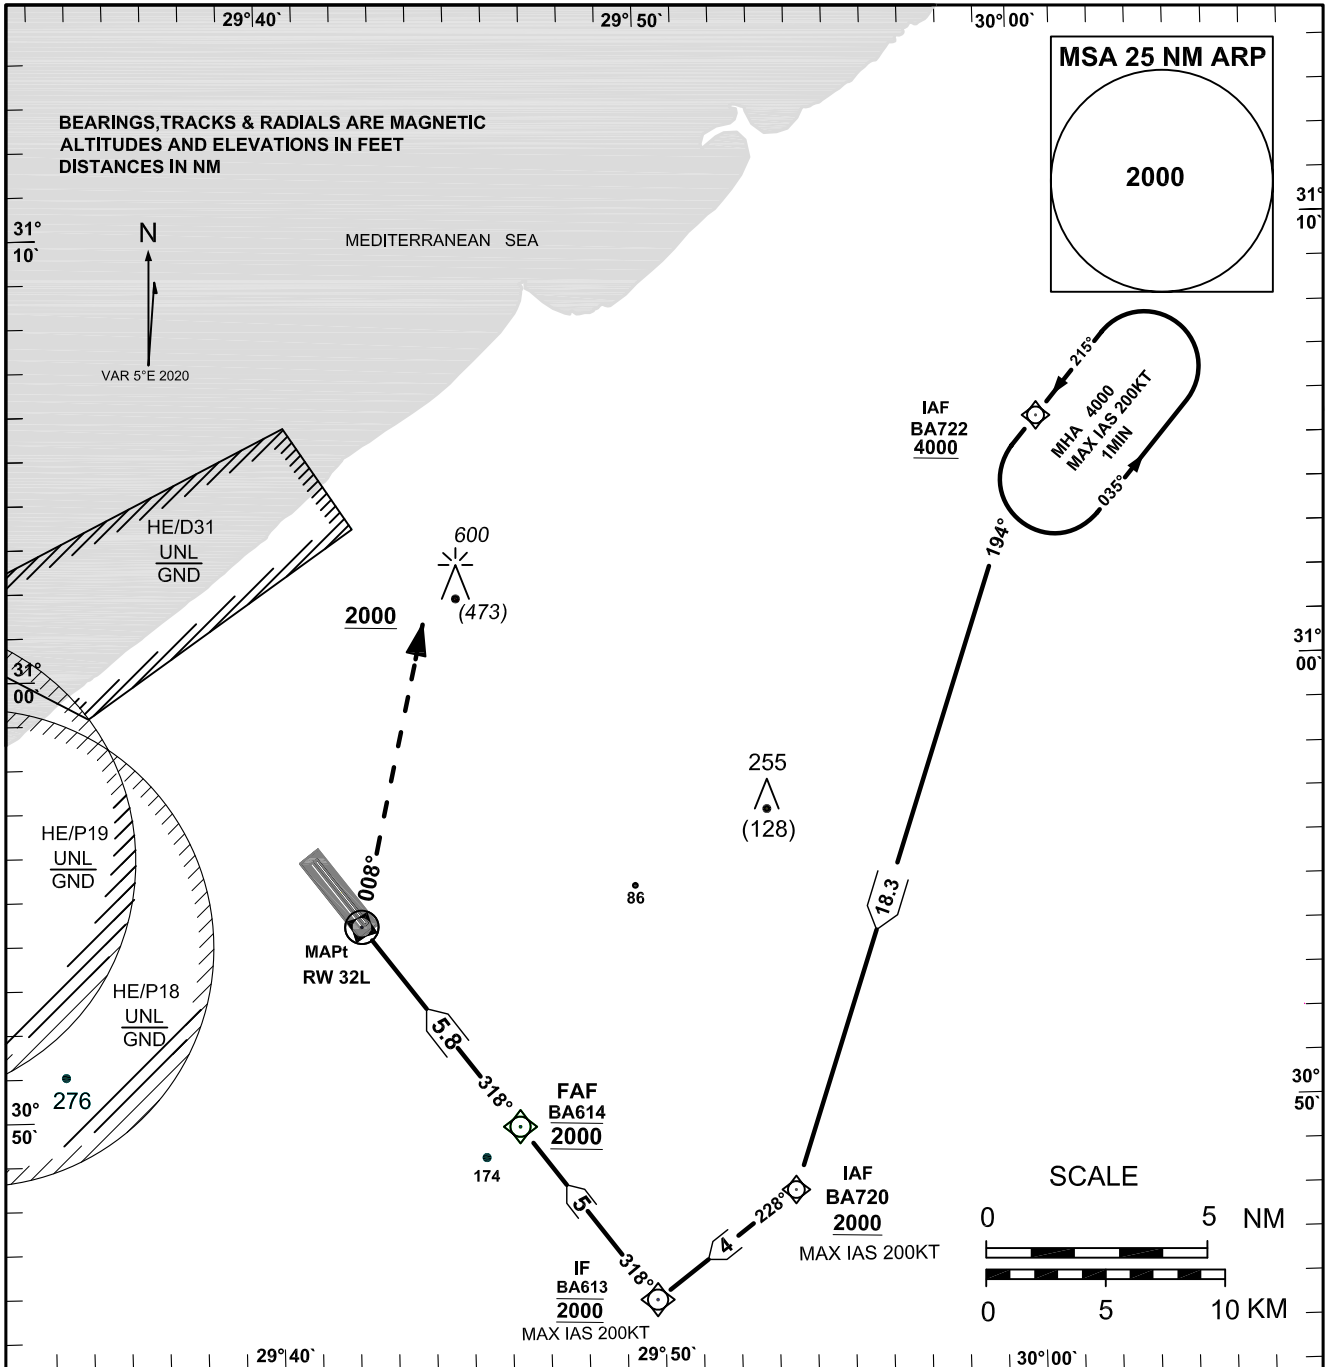 29°40` 29°50` 30°00`
MSA 25 NM ARP
2000
BEARINGS,TRACKS & RADIALS ARE MAGNETIC
ALTITUDES AND ELEVATIONS IN FEET
DISTANCES IN NM
31°
10`
31°
10`
N
MEDITERRANEAN SEA
VAR 5°E 2020
215°
MHA 4000
MAX IAS 200KT
1MIN
035°
IAF
BA722
4000
194°
HE/D31
UNL
GND
600
(473)
2000
31°
00`
31°
00`
255
(128)
HE/P19
UNL
GND
008°
86
18.3
MAPt
RW 32L
HE/P18
UNL
GND
5.8
318°
276
30°
50`
30°
50`
FAF
BA614
2000
174
5
318°
IAF
BA720
2000
MAX IAS 200KT
228°
4
IF
BA613
2000
MAX IAS 200KT
SCALE
0 5 NM
0 5 10 KM
29°40` 29°50` 30°00`